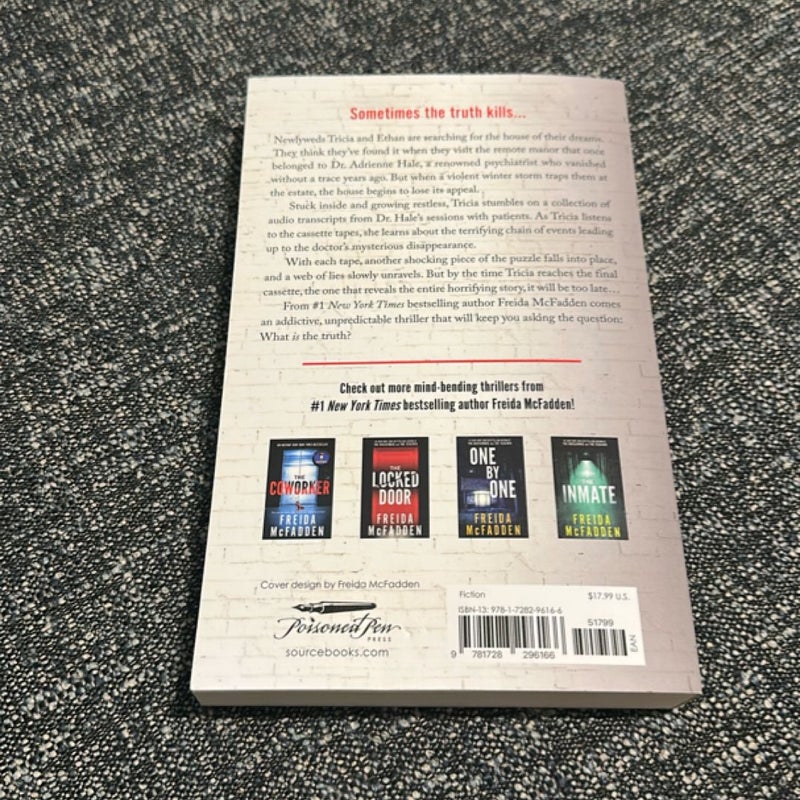 Sometimes the truth kills...
Newlyweds Tricia and Ethan are searching for the house of their dreams.
They think they've found it when they visit the remote manor that once
belonged to Dr. Adrienne Hale, a renowned psychiatrist who vanished
without a trace years ago. But when a violent winter storm traps them at
the estate, the house begins to lose its appeal.
Stuck inside and growing restless, Tricia stumbles on a collection of
audio transcripts from Dr. Hale's sessions with patients. As Tricia listens
to the cassette tapes, she learns about the terrifying chain of events leading
up to the doctor's mysterious disappearance.
With each tape, another shocking piece of the puzzle falls into place,
and a web of lies slowly unravels. But by the time Tricia reaches the final
cassette, the one that reveals the entire horrifying story, it will be too late...
From #1 New York Times bestselling author Freida McFadden comes
an addictive, unpredictable thriller that will keep you asking the question:
What is the truth?
Check out more mind-bending thrillers from
#1 New York Times bestselling author Freida McFadden!
THE
COWORKER
FREIDA
McFADDEN
THE
LOCKED
DOOR
FREIDA
McFADDEN
ONE
BY
ONE
FREIDA
McFADDEN
THE
INMATE
FREIDA
McFADDEN
Cover design by Freida McFadden
Poisoned Pen
PRESS
sourcebooks.com
Fiction
$17.99 U.S.
ISBN-13: 978-1-7282-9616-6
51799
EAN
9 781728 296166